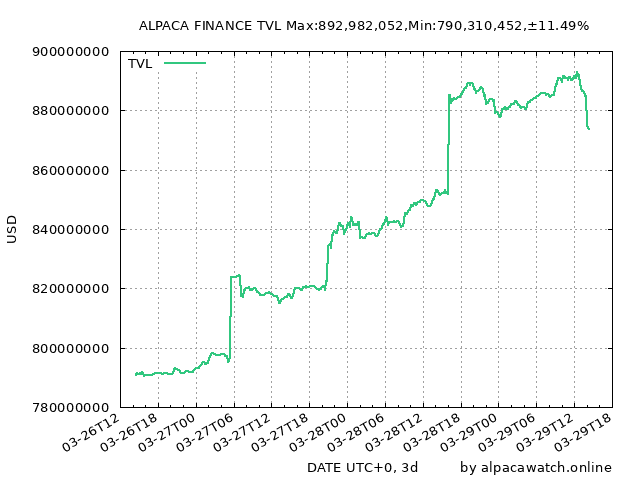 ALPACA FINANCE TVL Max:892,982,052,Min:790,310,452,±11.49%
TVL
900000000
880000000
860000000
840000000
820000000
800000000
780000000
USD
03-26T12
03-26T18
03-27T00
03-27T06
03-27T12
03-27T18
03-28T00
03-28T06
03-28T12
03-28T18
03-29T00
03-29T06
03-29T12
03-29T18
DATE UTC+0, 3d
by alpacawatch.online